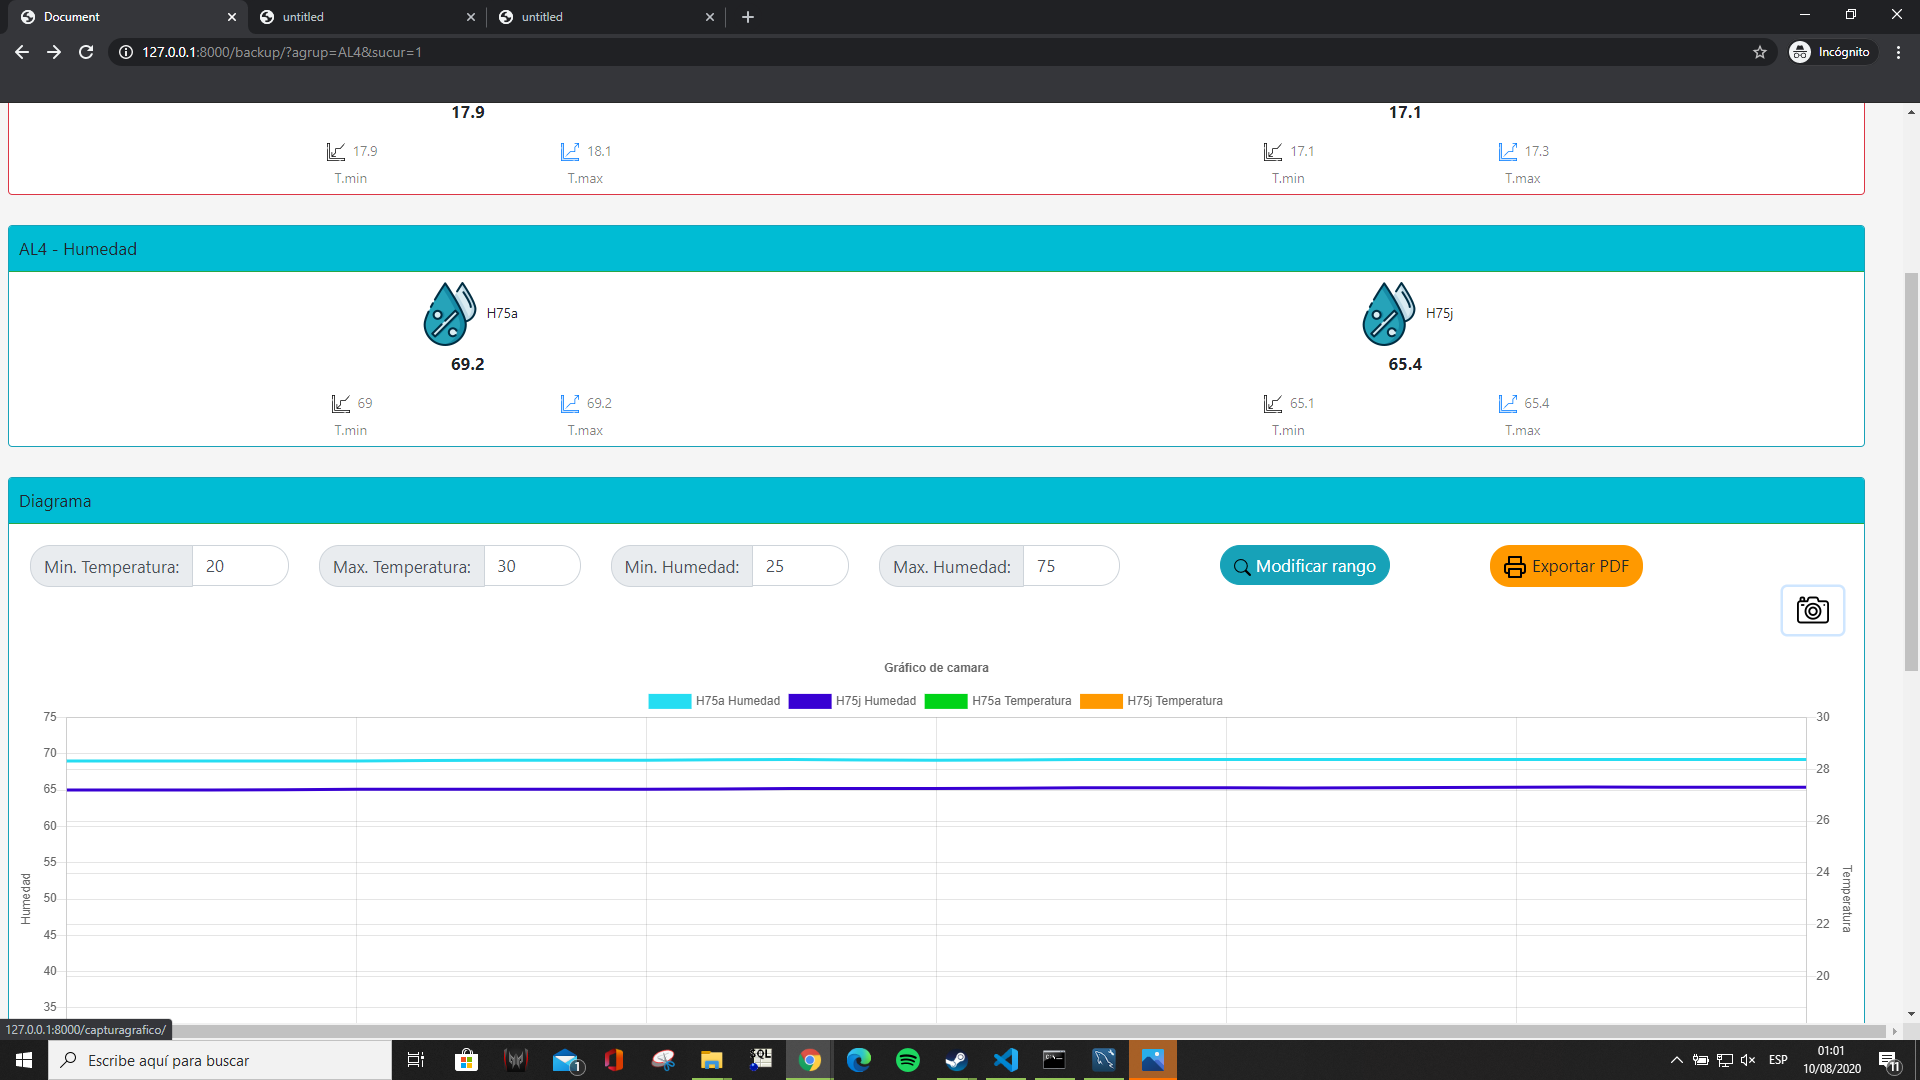 Document
untitled
untitled
127.0.0.1:8000/backup/?agrup=AL4&sucur=1
Incógnito
17.9
17.1
17.9
18.1
17.1
17.3
T.min
T.max
T.min
T.max
AL4 - Humedad
H75a
H75j
69.2
65.4
69
69.2
65.1
65.4
T.min
T.max
T.min
T.max
Diagrama
Min. Temperatura: 20
Max. Temperatura: 30
Min. Humedad: 25
Max. Humedad: 75
Modificar rango
Exportar PDF
Gráfico de camara
H75a Humedad
H75j Humedad
H75a Temperatura
H75j Temperatura
75
70
65
60
55
50
45
40
35
Humedad
30
28
26
24
22
20
Temperatura
127.0.0.1:8000/capturagrafico/
Escribe aquí para buscar
1
SQL
ESP
01:01
10/08/2020
11